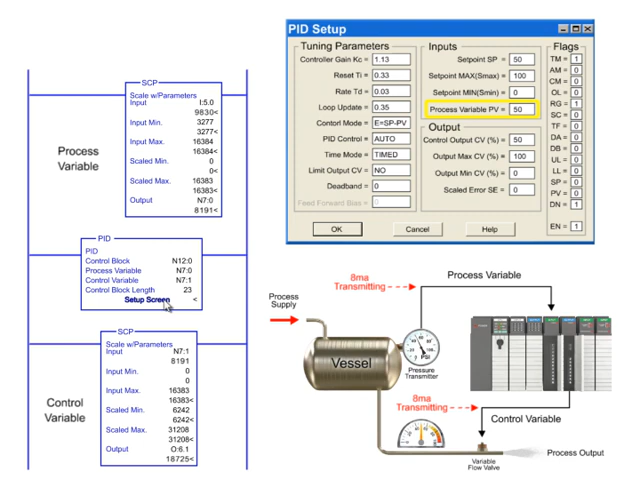 Process
Variable
SCP
Scale w/Parameters
Input I:5.0
9830<
Input Min. 3277
3277<
Input Max. 16384
16384<
Scaled Min. 0
0<
Scaled Max. 16383
16383<
Output N7:0
8191<
PID
PID
Control Block N12:0
Process Variable N7:0
Control Variable N7:1
Control Block Length 23
Setup Screen <
Control
Variable
SCP
Scale w/Parameters
Input N7:1
8191
Input Min. 0
0
Input Max. 16383
16383<
Scaled Min. 6242
6242<
Scaled Max. 31208
31208<
Output O:6.1
18725<
PID Setup
Tuning Parameters
Controller Gain Kc = 1.13
Reset Ti = 0.33
Rate Td = 0.03
Loop Update = 0.35
Contorl Mode = E=SP-PV
PID Control = AUTO
Time Mode = TIMED
Limit Output CV = NO
Deadband = 0
Feed Forward Bias = 0
Inputs
Setpoint SP = 50
Setpoint MAX(Smax) = 100
Setpoint MIN(Smin) = 0
Process Variable PV = 50
Output
Control Output CV (%) = 50
Output Max CV (%) = 100
Output Min CV (%) = 0
Scaled Error SE = 0
Flags
TM = 1
AM = 0
CM = 0
OL = 0
RG = 1
SC = 0
TF = 0
DA = 0
DB = 0
UL = 0
LL = 0
SP = 0
PV = 0
DN = 1
EN = 1
OK Cancel Help
8ma
Transmitting
Process Variable
Process
Supply
Vessel
PSI
Pressure
Transmitter
8ma
Transmitting
Control Variable
Variable
Flow Valve
Process Output